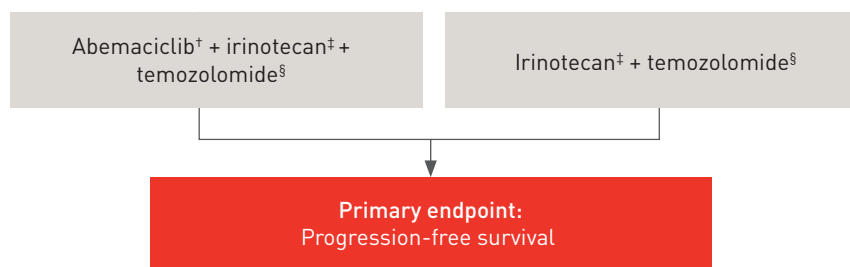 Abemaciclib† + irinotecan‡ +
temozolomide§
Irinotecan‡ + temozolomide§
Primary endpoint:
Progression-free survival